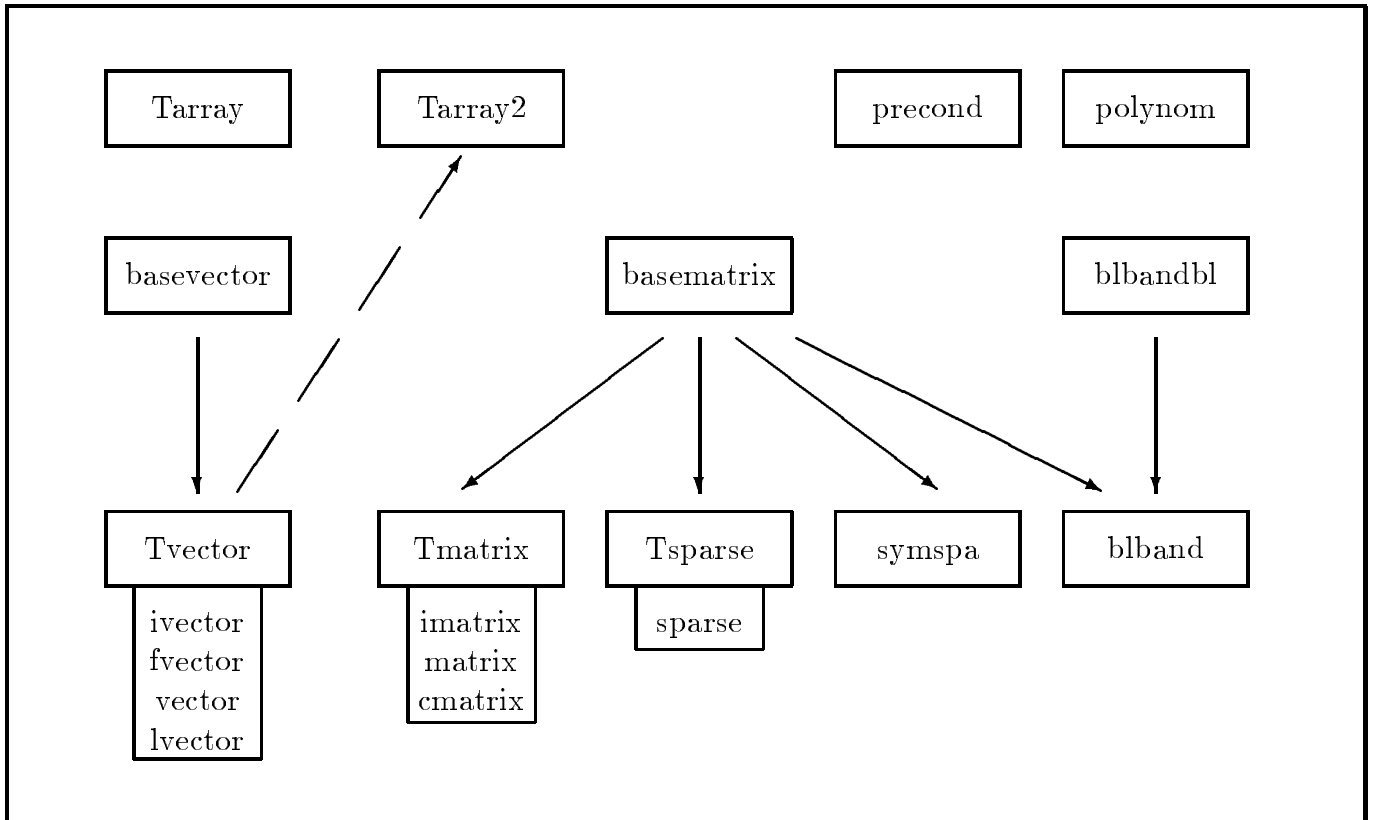 Tarray
Tarray2
precond
polynom
basevector
basematrix
blbandbl
Tvector
Tmatrix
Tsparse
symspa
blband
ivector
fvector
vector
lvector
imatrix
matrix
cmatrix
sparse